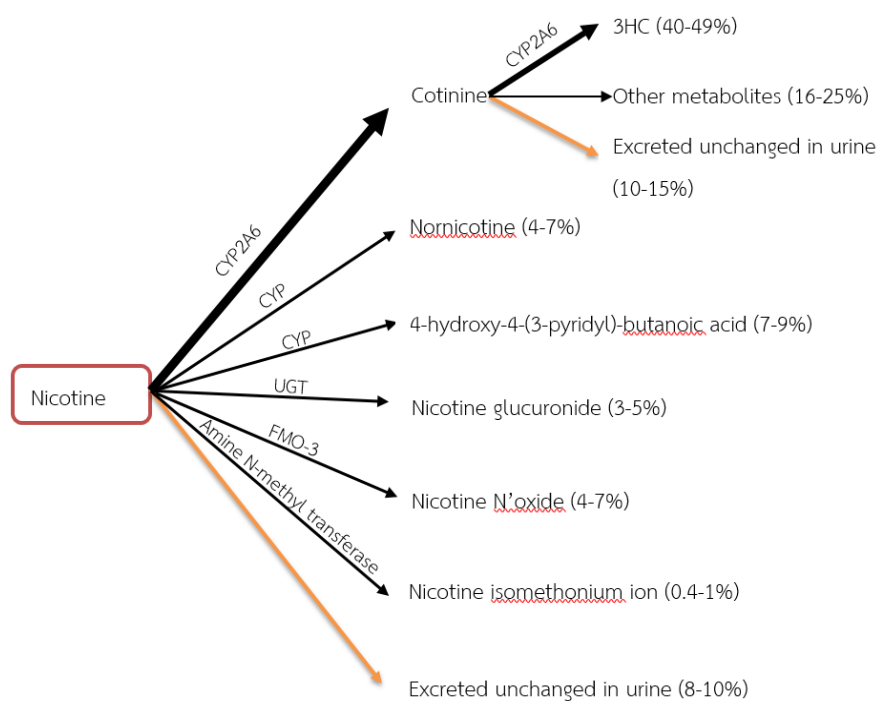 3HC (40-49%)
CYP2A6
Cotinine
Other metabolites (16-25%)
Excreted unchanged in urine
(10-15%)
CYP2A6
Nornicotine (4-7%)
CYP
4-hydroxy-4-(3-pyridyl)-butanoic acid (7-9%)
CYP
Nicotine
UGT
Nicotine glucuronide (3-5%)
FMO-3
Nicotine N’oxide (4-7%)
Amine N-methyl transferase
Nicotine isomethonium ion (0.4-1%)
Excreted unchanged in urine (8-10%)